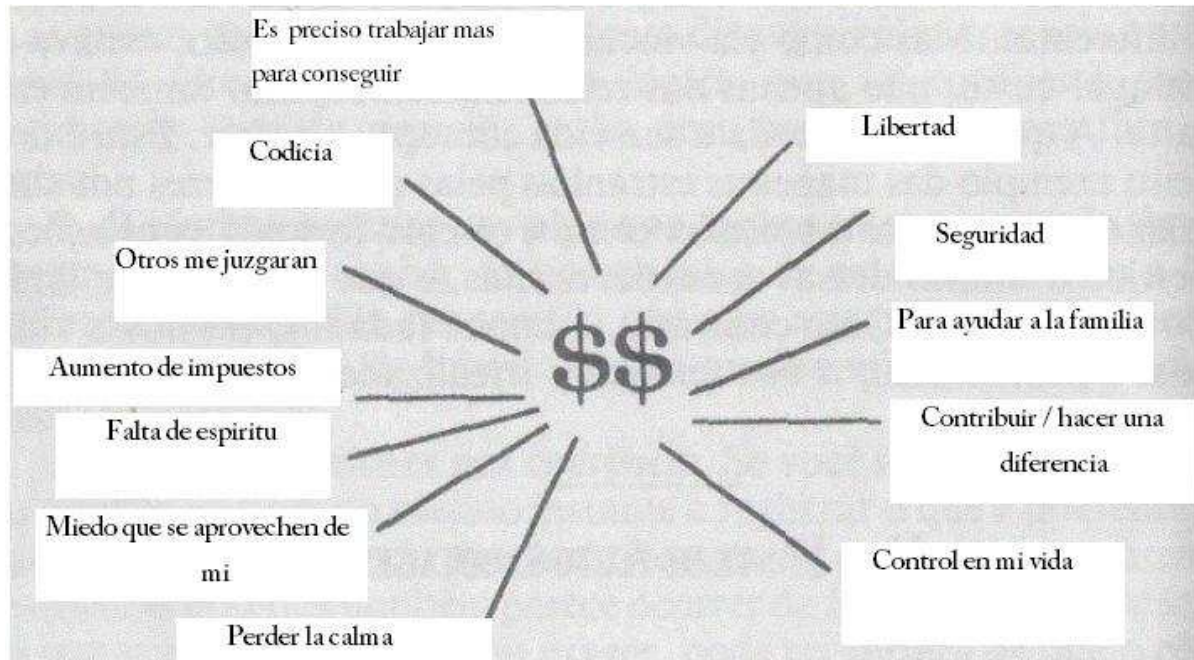 Es preciso trabajar mas
para conseguir
Codicia
Otros me juzgaran
Aumento de impuestos
Falta de espiritu
Miedo que se aprovechen de
mi
Perder la calma
$$
Libertad
Seguridad
Para ayudar a la familia
Contribuir / hacer una
diferencia
Control en mi vida